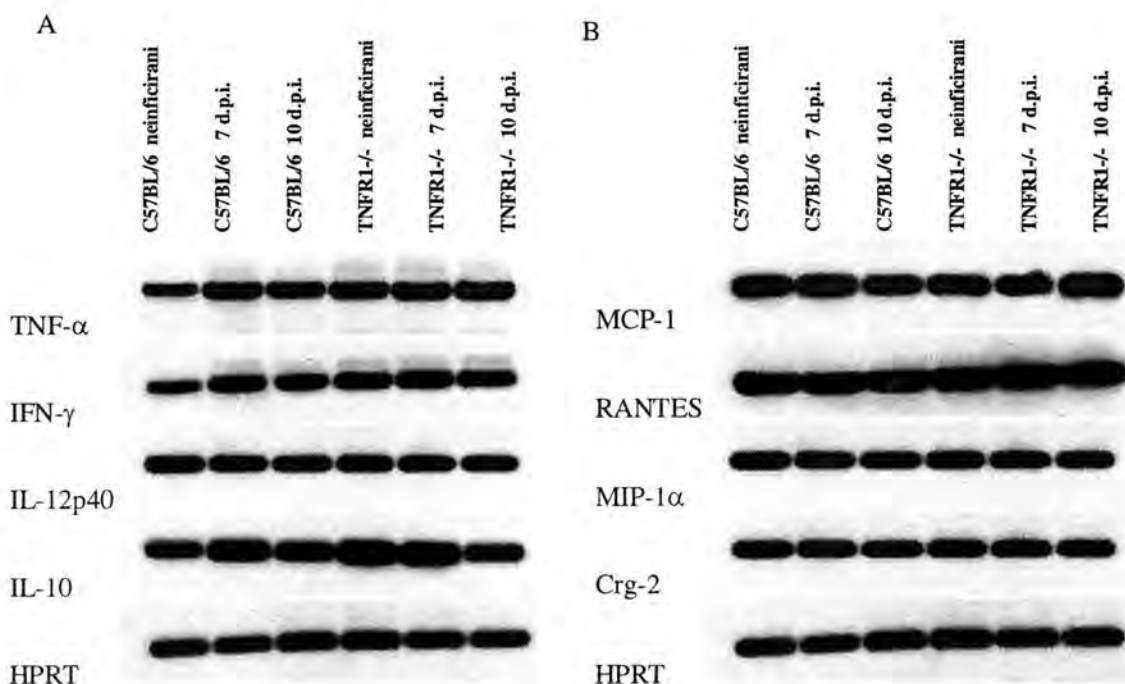 A
C57BL/6 neinficirani
C57BL/6 7 d.p.i.
C57BL/6 10 d.p.i.
TNFR1-/- neinficirani
TNFR1-/- 7 d.p.i.
TNFR1-/- 10 d.p.i.
TNF-α
IFN-γ
IL-12p40
IL-10
HPRT
B
C57BL/6 neinficirani
C57BL/6 7 d.p.i.
C57BL/6 10 d.p.i.
TNFR1-/- neinficirani
TNFR1-/- 7 d.p.i.
TNFR1-/- 10 d.p.i.
MCP-1
RANTES
MIP-1α
Crg-2
HPRT